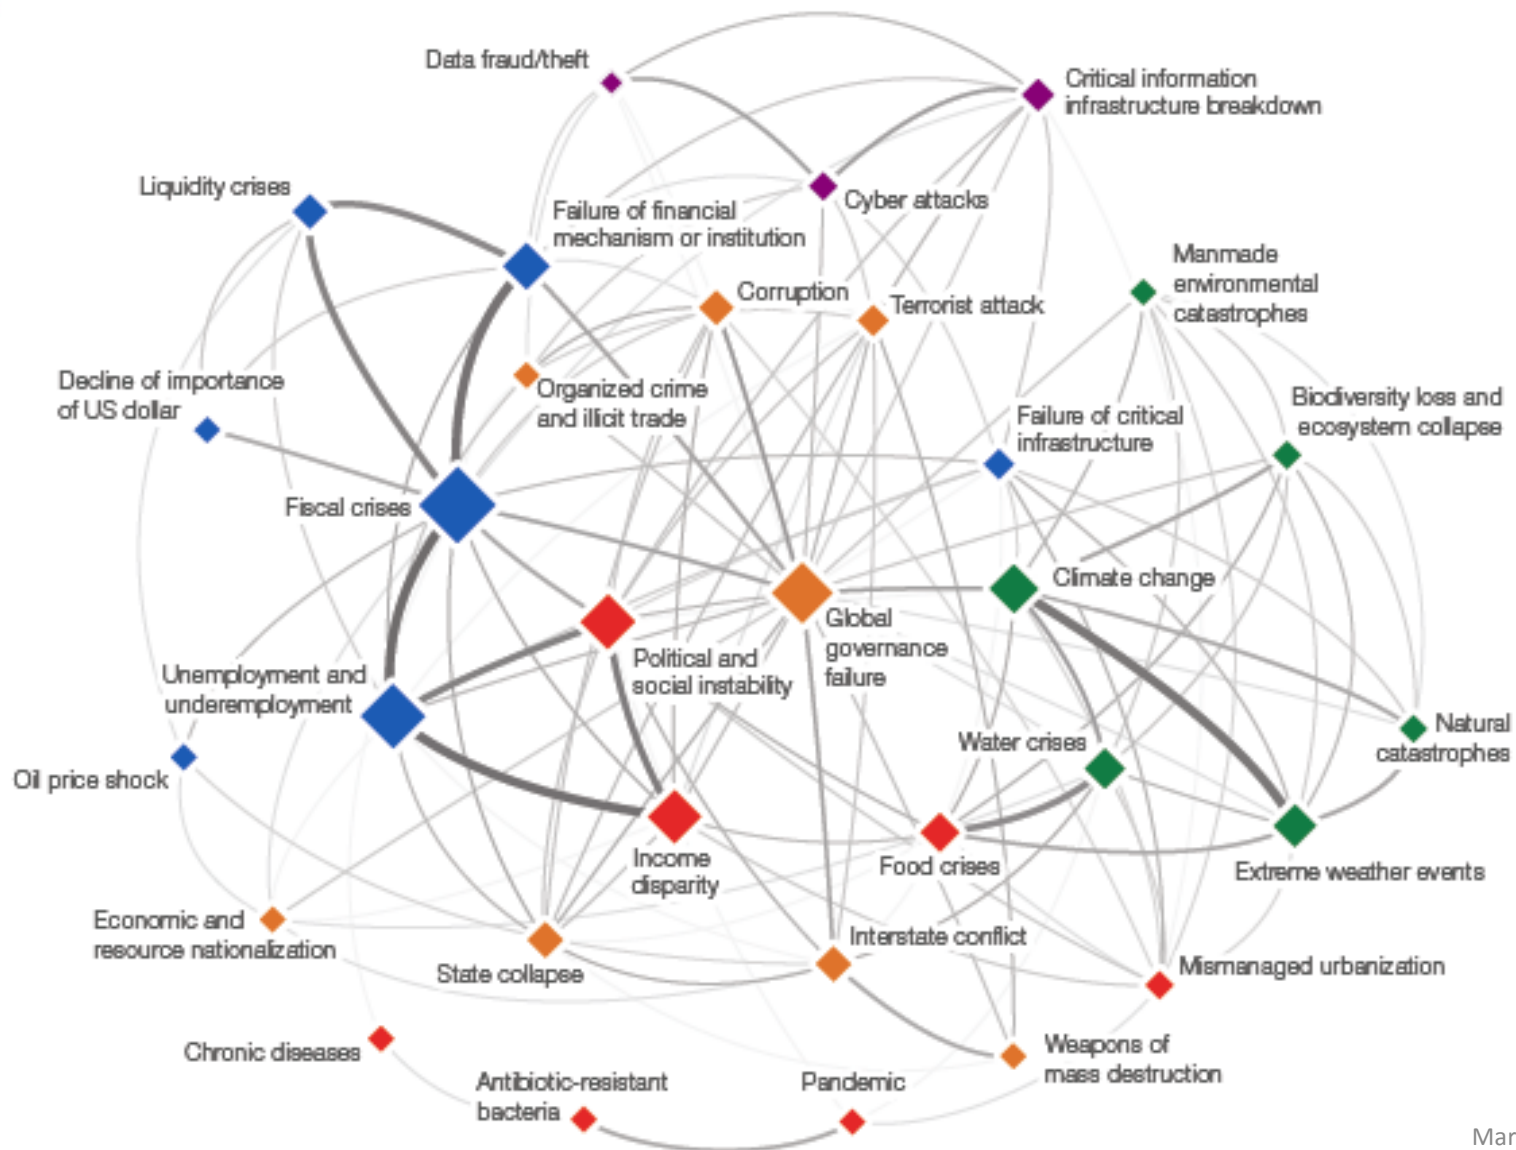 Data fraud/theft
Critical information
infrastructure breakdown
Liquidity crises
Cyber attacks
Failure of financial
mechanism or institution
Manmade
environmental
catastrophes
Corruption
Terrorist attack
Decline of importance
of US dollar
Organized crime
and illicit trade
Failure of critical
infrastructure
Biodiversity loss and
ecosystem collapse
Fiscal crises
Climate change
Global
governance
failure
Political and
social instability
Unemployment and
underemployment
Water crises
Natural
catastrophes
Oil price shock
Income
disparity
Food crises
Extreme weather events
Economic and
resource nationalization
State collapse
Interstate conflict
Mismanaged urbanization
Chronic diseases
Weapons of
mass destruction
Antibiotic-resistant
bacteria
Pandemic
Mar